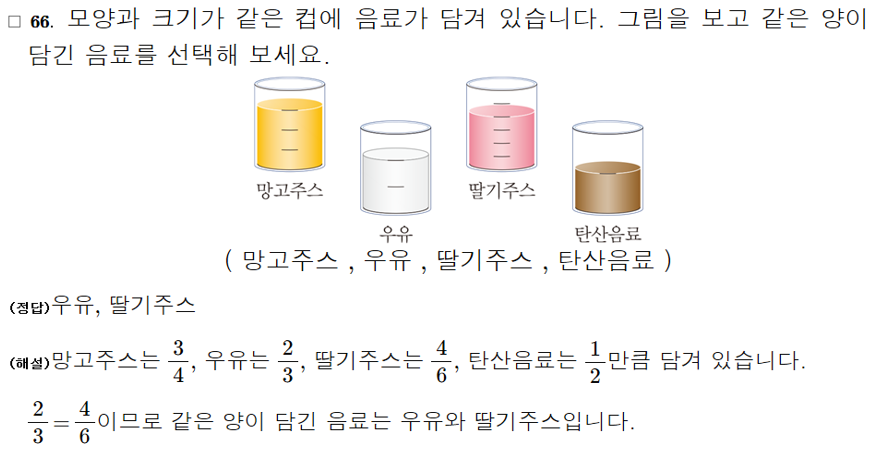 □ 66. 모양과 크기가 같은 컵에 음료가 담겨 있습니다. 그림을 보고 같은 양이
담긴 음료를 선택해 보세요.
망고주스 딸기주스
우유 탄산음료
( 망고주스 , 우유 , 딸기주스 , 탄산음료 )
(정답)우유, 딸기주스
(해설)망고주스는 3/4, 우유는 2/3, 딸기주스는 4/6, 탄산음료는 1/2만큼 담겨 있습니다.
2/3=4/6이므로 같은 양이 담긴 음료는 우유와 딸기주스입니다.